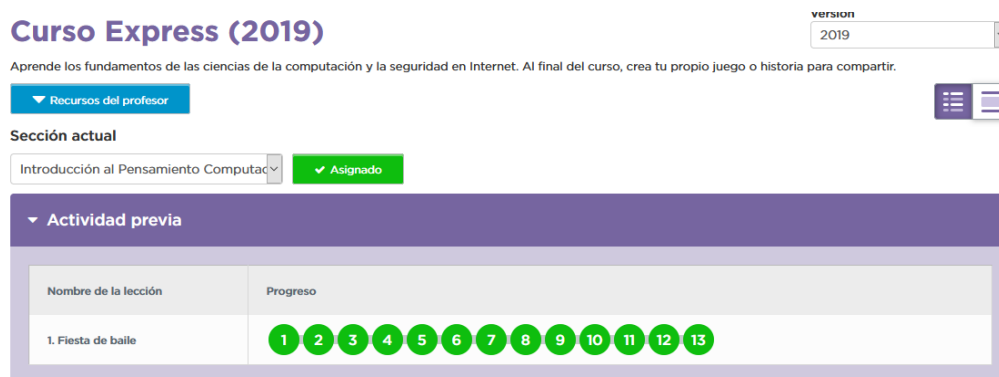 Curso Express (2019)
Versión
2019
Aprende los fundamentos de las ciencias de la computación y la seguridad en Internet. Al final del curso, crea tu propio juego o historia para compartir.
Recursos del profesor
Sección actual
Introducción al Pensamiento Computac
Asignado
Actividad previa
Nombre de la lección Progreso
1. Fiesta de baile 1 2 3 4 5 6 7 8 9 10 11 12 13